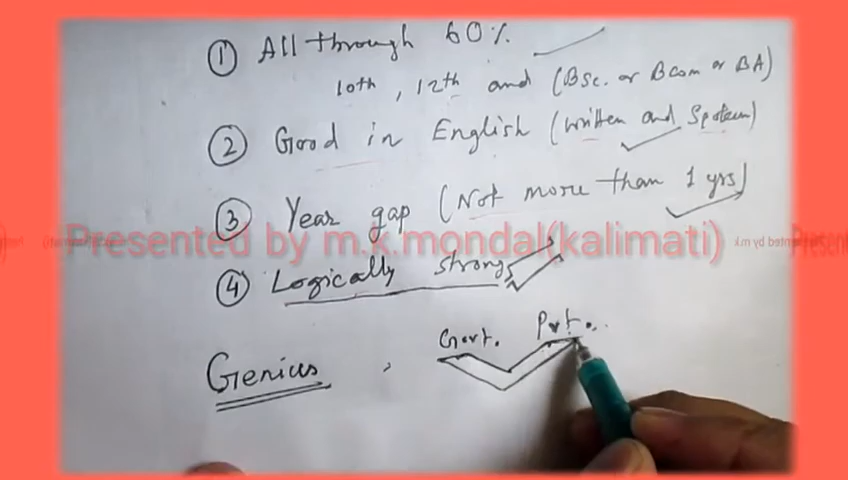 ① All through 60%
10th, 12th and (BSc. or BCom or BA)
② Good in English (written and Spoken)
③ Year gap (Not more than 1 yrs)
Presented by m.k.mondal(kalimati)
④ Logically strong
Govt. Pvt..
Genius,